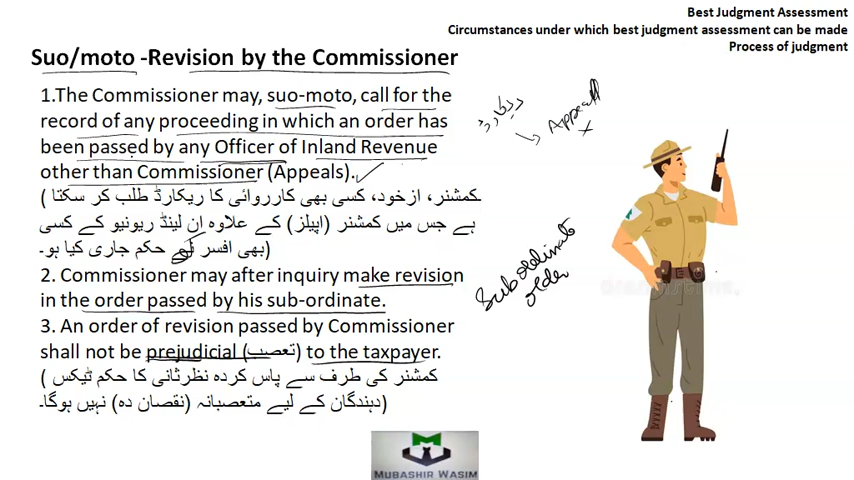 Best Judgment Assessment
Circumstances under which best judgment assessment can be made
Process of judgment
Suo/moto -Revision by the Commissioner
1.The Commissioner may, suo-moto, call for the
record of any proceeding in which an order has
been passed by any Officer of Inland Revenue
other than Commissioner (Appeals).
( کمشنر، ازخود، کسی بھی کارروائی کا ریکارڈ طلب کر سکتا
ہے جس میں کمشنر (اپیلز) کے علاوہ ان لینڈ ریونیو کے کسی
بھی افسر نے حکم جاری کیا ہو۔)
2. Commissioner may after inquiry make revision
in the order passed by his sub-ordinate.
3. An order of revision passed by Commissioner
shall not be prejudicial (تعصب) to the taxpayer.
( کمشنر کی طرف سے پاس کردہ نظرثانی کا حکم ٹیکس
دہندگان کے لیے متعصبانہ (نقصان دہ) نہیں ہوگا۔)
ریکارڈ
Appeall
Subordinate
order
MUBASHIR WASIM